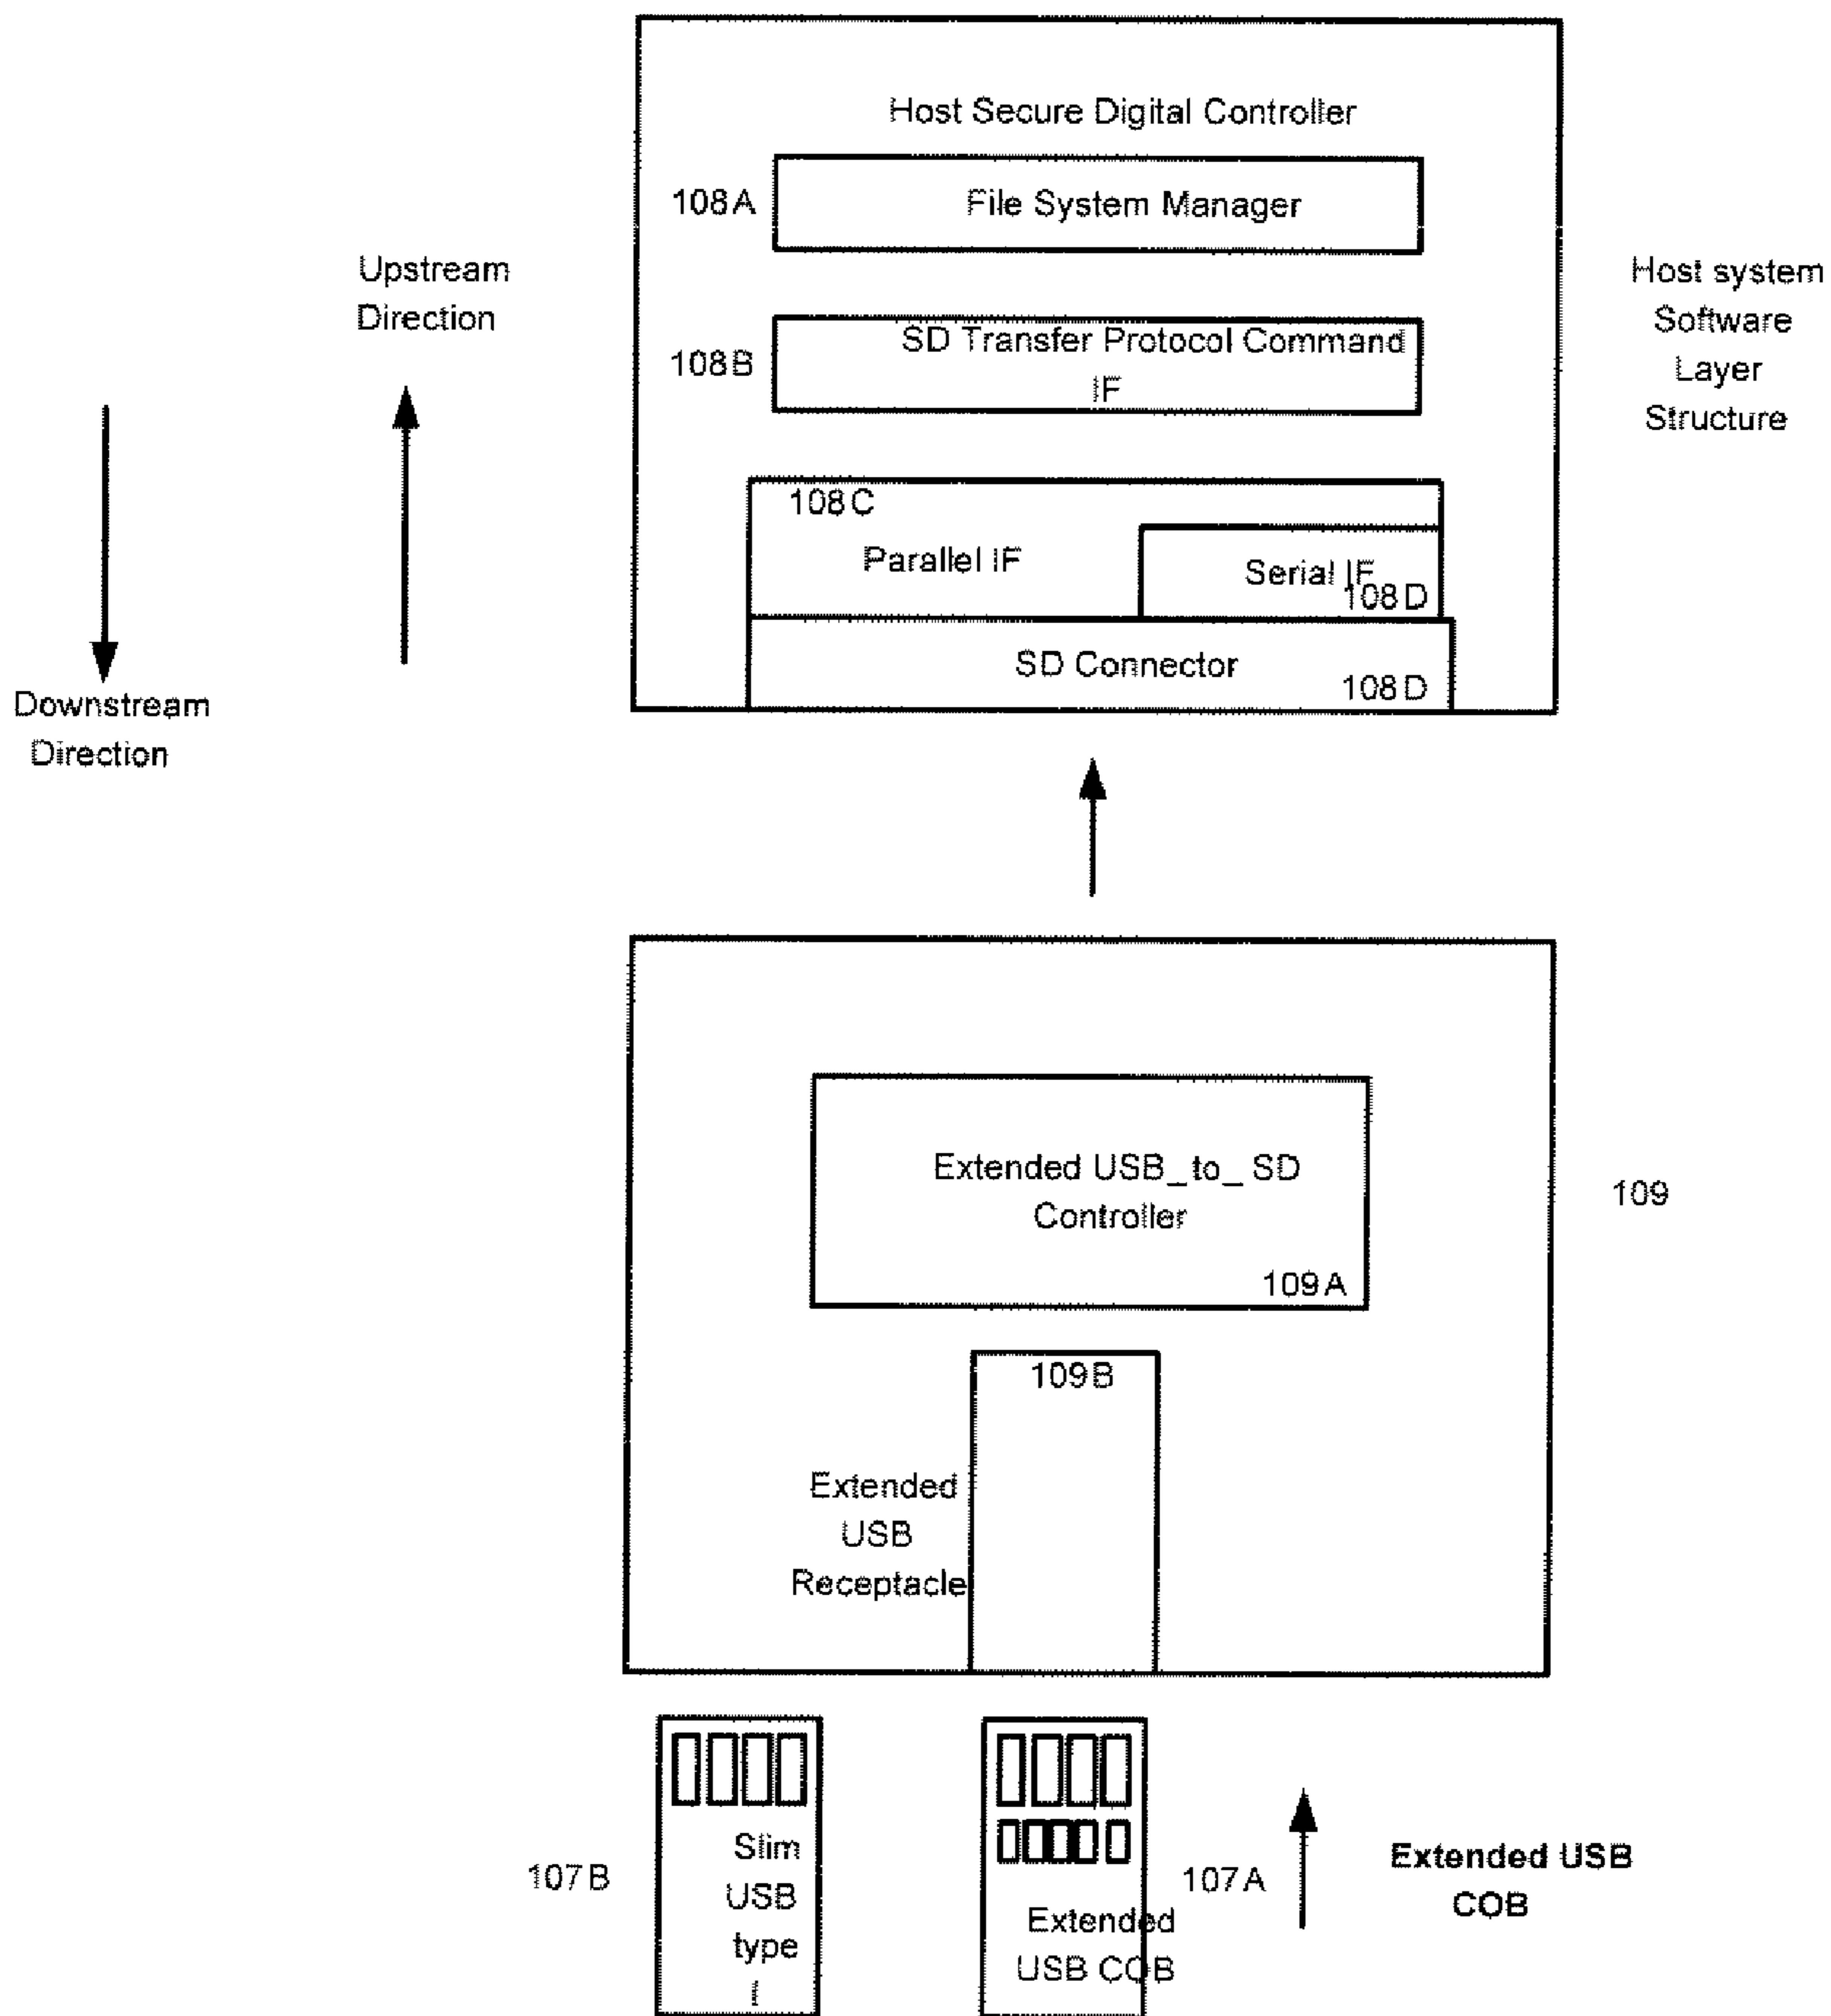 Host Secure Digital Controller
108A
File System Manager
Upstream
Direction
Host system
Software
Layer
Structure
108B
SD Transfer Protocol Command
IF
108C
Parallel IF
Serial IF
108D
SD Connector
108D
Downstream
Direction
Extended USB_to_SD
Controller
109A
109
109B
Extended
USB
Receptacle
107B
Slim
USB
type
I
107A
Extended
USB COB
Extended USB
COB